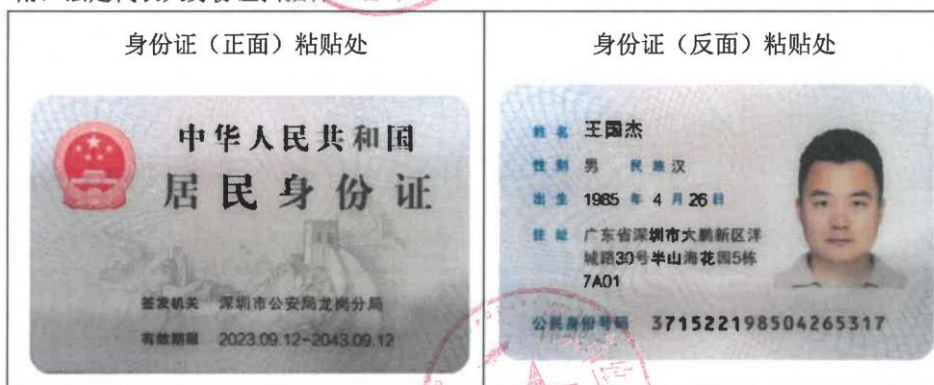 身份证（正面）粘贴处
中华人民共和国
居民身份证
签发机关 深圳市公安局龙岗分局
有效期限 2023.09.12-2043.09.12
身份证（反面）粘贴处
姓名 王国杰
性别 男 民族 汉
出生 1985 年 4 月 26 日
住址 广东省深圳市大鹏新区洋
城路30号半山海花园5栋
7A01
公民身份号码 371522198504265317